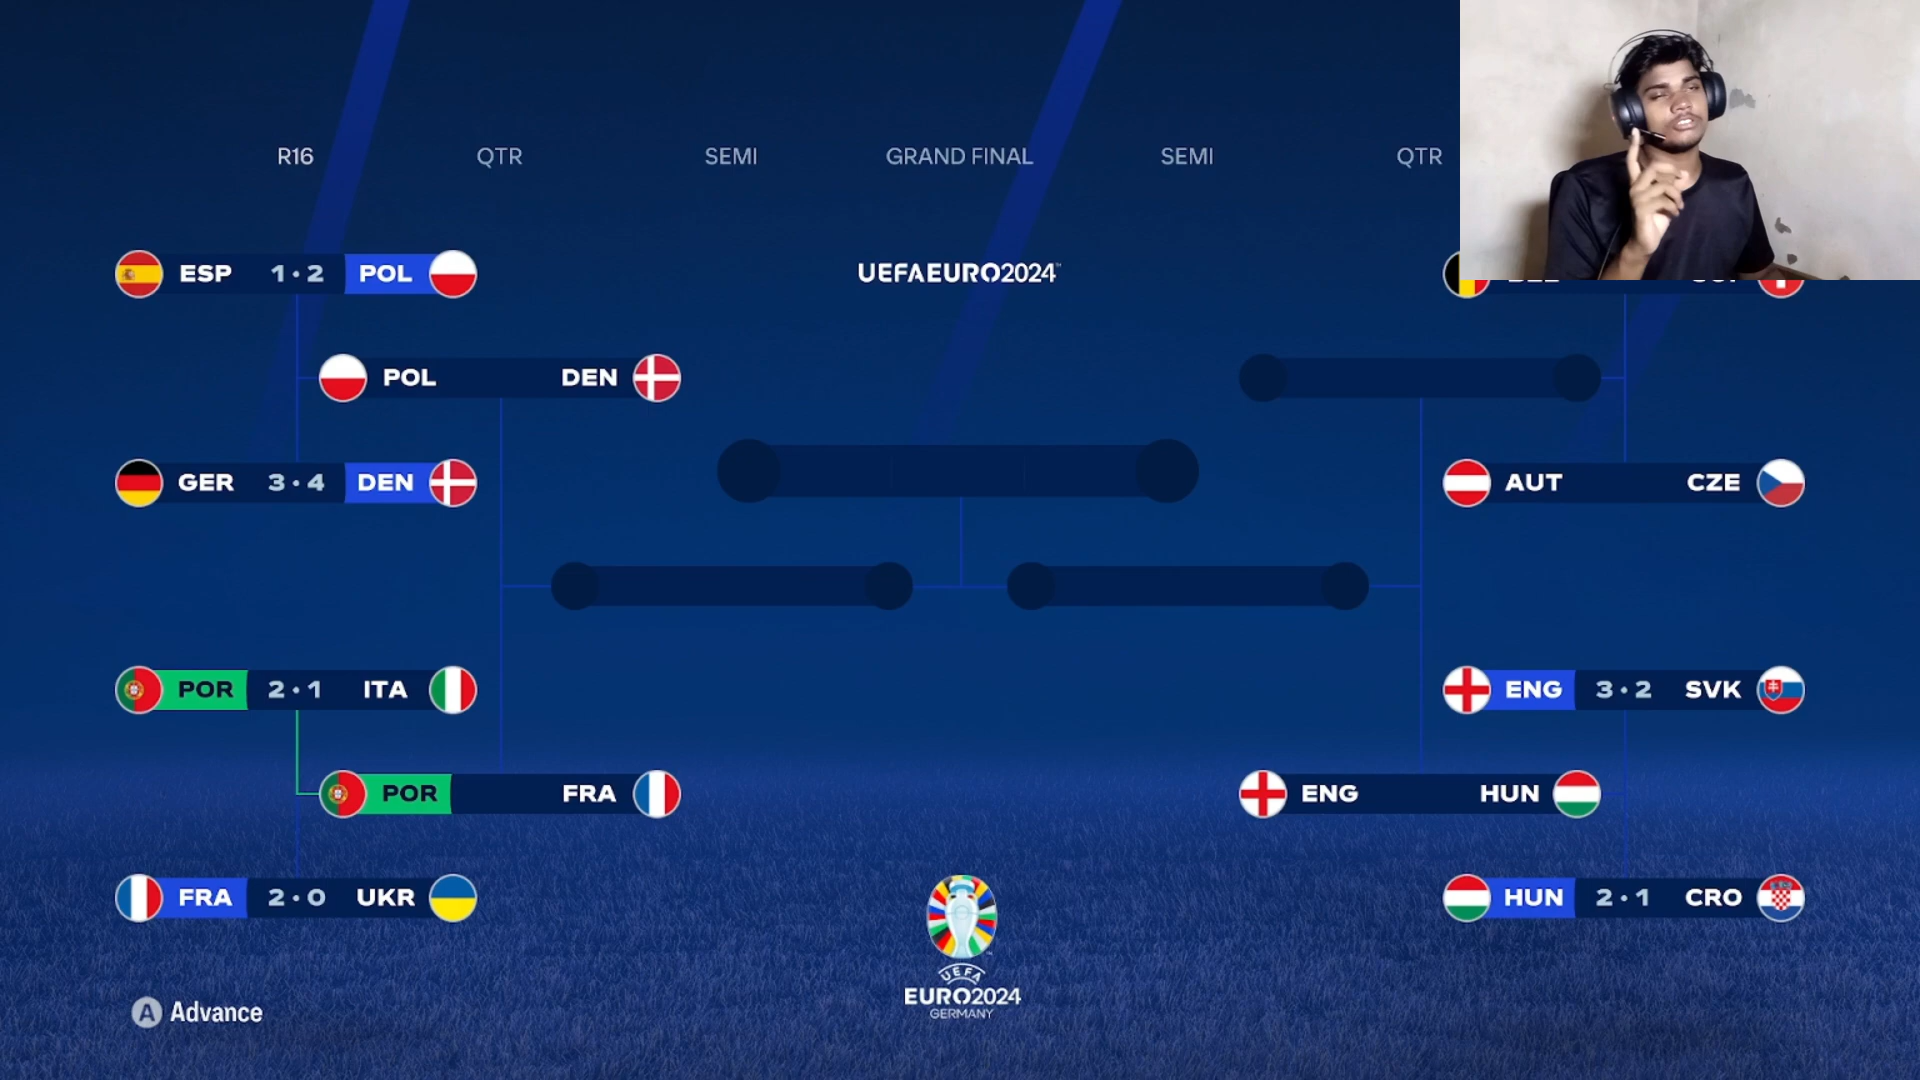 R16 QTR SEMI GRAND FINAL SEMI QTR
ESP 1 • 2 POL
UEFAEURO2024™
POL DEN
GER 3 • 4 DEN
AUT CZE
POR 2 • 1 ITA
ENG 3 • 2 SVK
POR FRA
ENG HUN
FRA 2 • 0 UKR
HUN 2 • 1 CRO
UEFA
EURO2024
GERMANY
A Advance